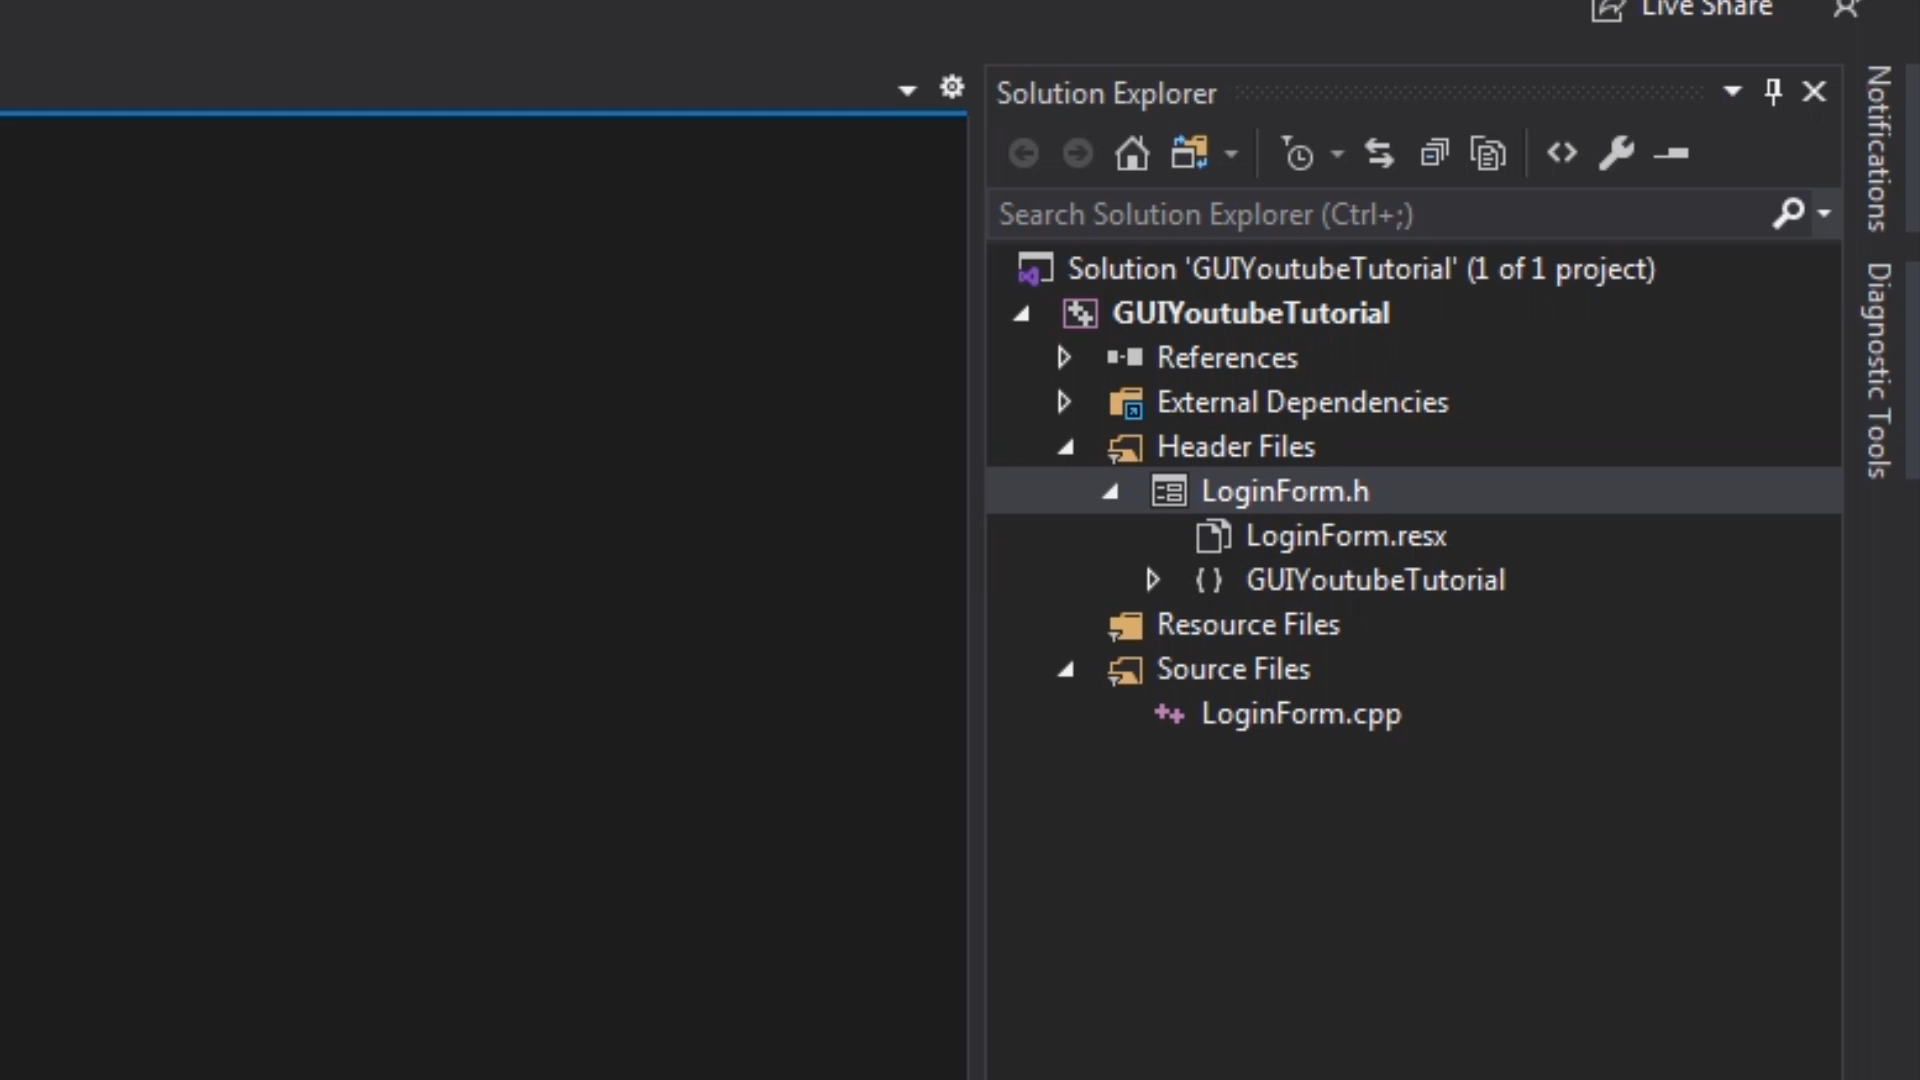 Live Share
Solution Explorer
Search Solution Explorer (Ctrl+;)
Solution 'GUIYoutubeTutorial' (1 of 1 project)
GUIYoutubeTutorial
References
External Dependencies
Header Files
LoginForm.h
LoginForm.resx
{ } GUIYoutubeTutorial
Resource Files
Source Files
++ LoginForm.cpp
Notifications
Diagnostic Tools